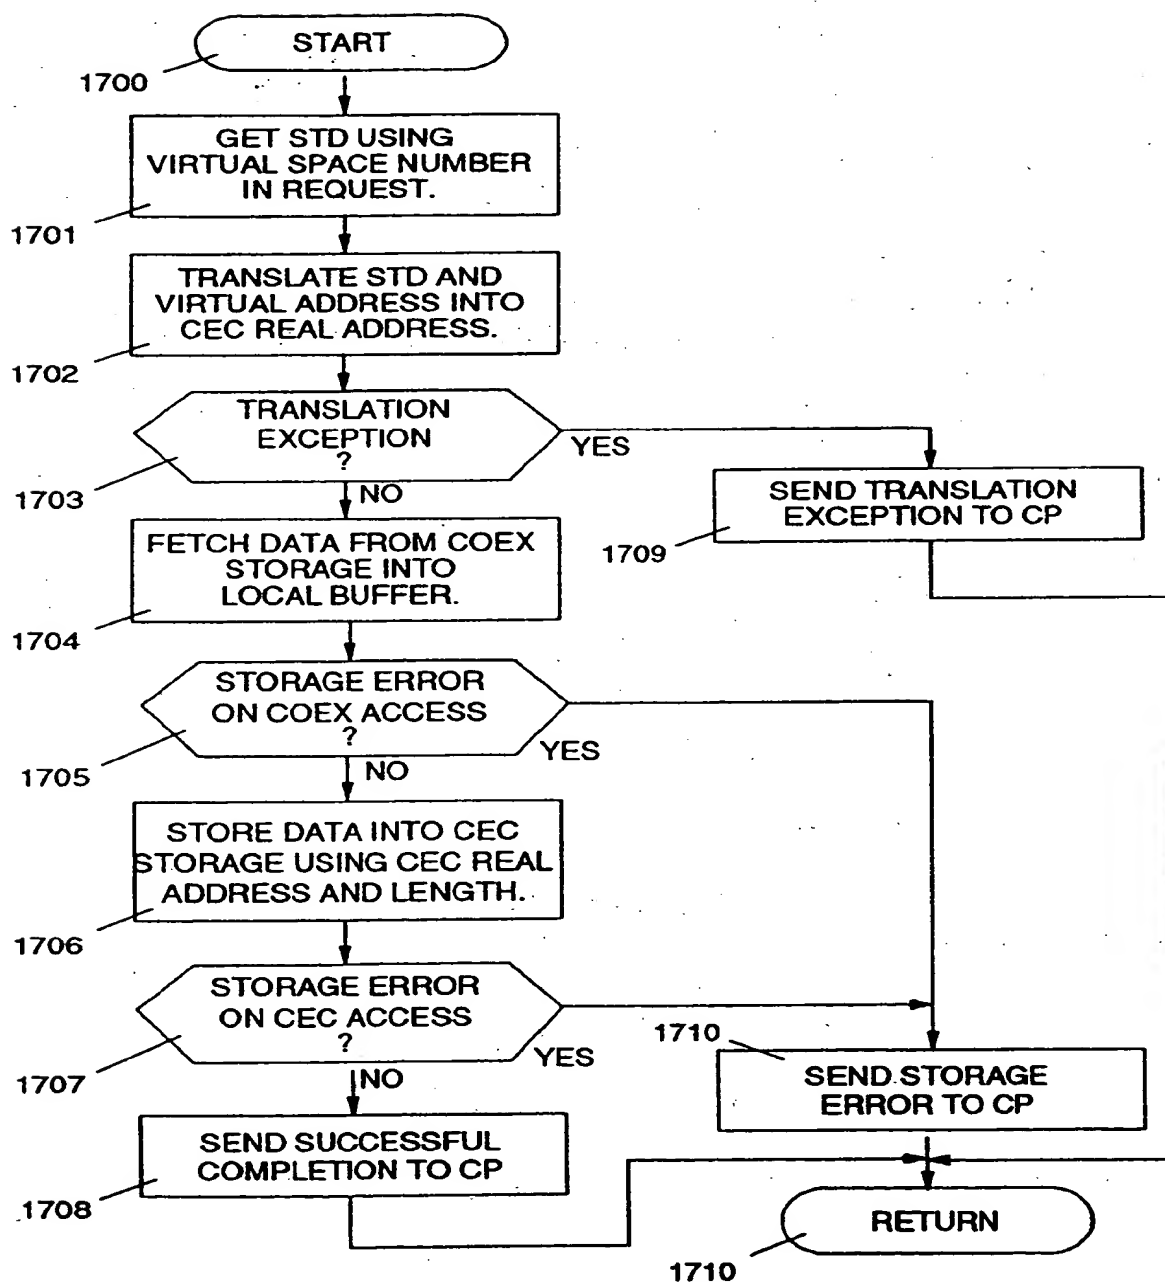 START
1700
GET STD USING
VIRTUAL SPACE NUMBER
IN REQUEST.
1701
TRANSLATE STD AND
VIRTUAL ADDRESS INTO
CEC REAL ADDRESS.
1702
TRANSLATION
EXCEPTION
?
YES
1703
NO
SEND TRANSLATION
EXCEPTION TO CP
1709
FETCH DATA FROM COEX
STORAGE INTO
LOCAL BUFFER.
1704
STORAGE ERROR
ON COEX ACCESS
?
YES
1705
NO
STORE DATA INTO CEC
STORAGE USING CEC REAL
ADDRESS AND LENGTH.
1706
STORAGE ERROR
ON CEC ACCESS
?
YES
1707
NO
1710
SEND STORAGE
ERROR TO CP
SEND SUCCESSFUL
COMPLETION TO CP
1708
RETURN
1710